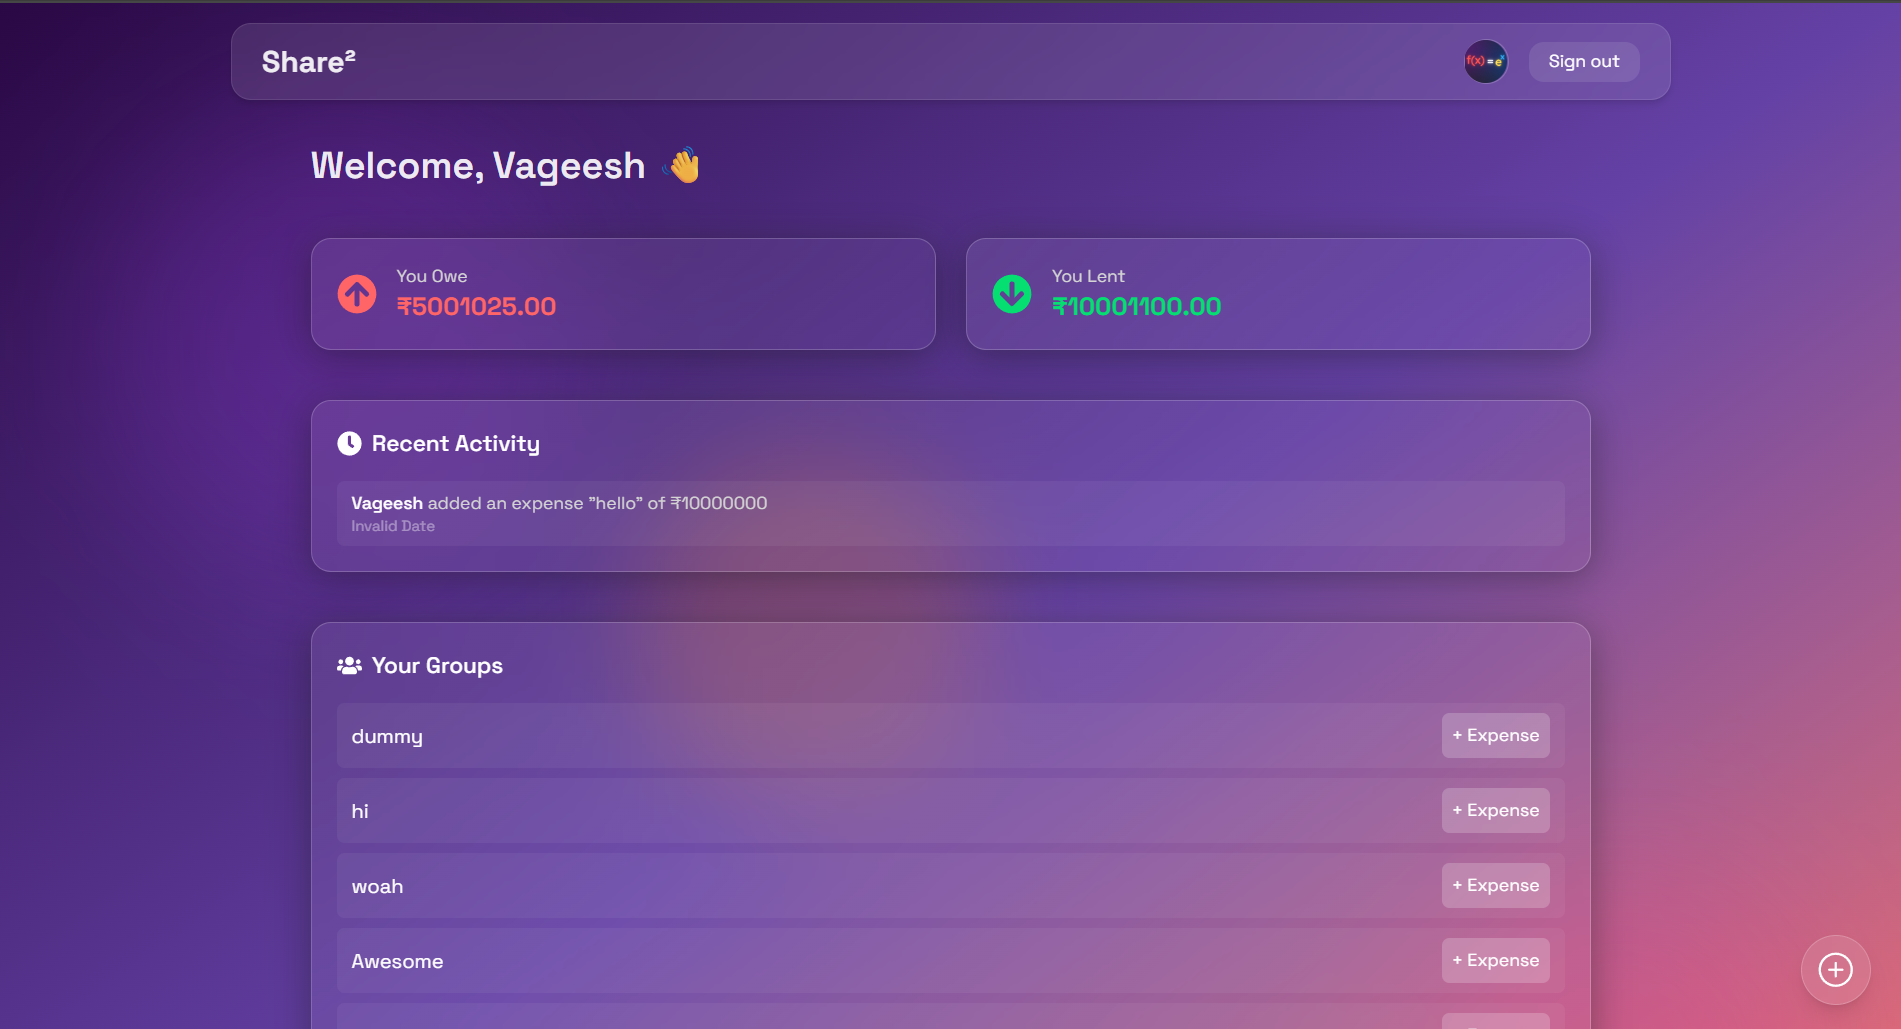 Share²
f(x) = eˣ
Sign out
Welcome, Vageesh 👋
You Owe
₹5001025.00
You Lent
₹10001100.00
Recent Activity
Vageesh added an expense "hello" of ₹10000000
Invalid Date
Your Groups
dummy
+ Expense
hi
+ Expense
woah
+ Expense
Awesome
+ Expense